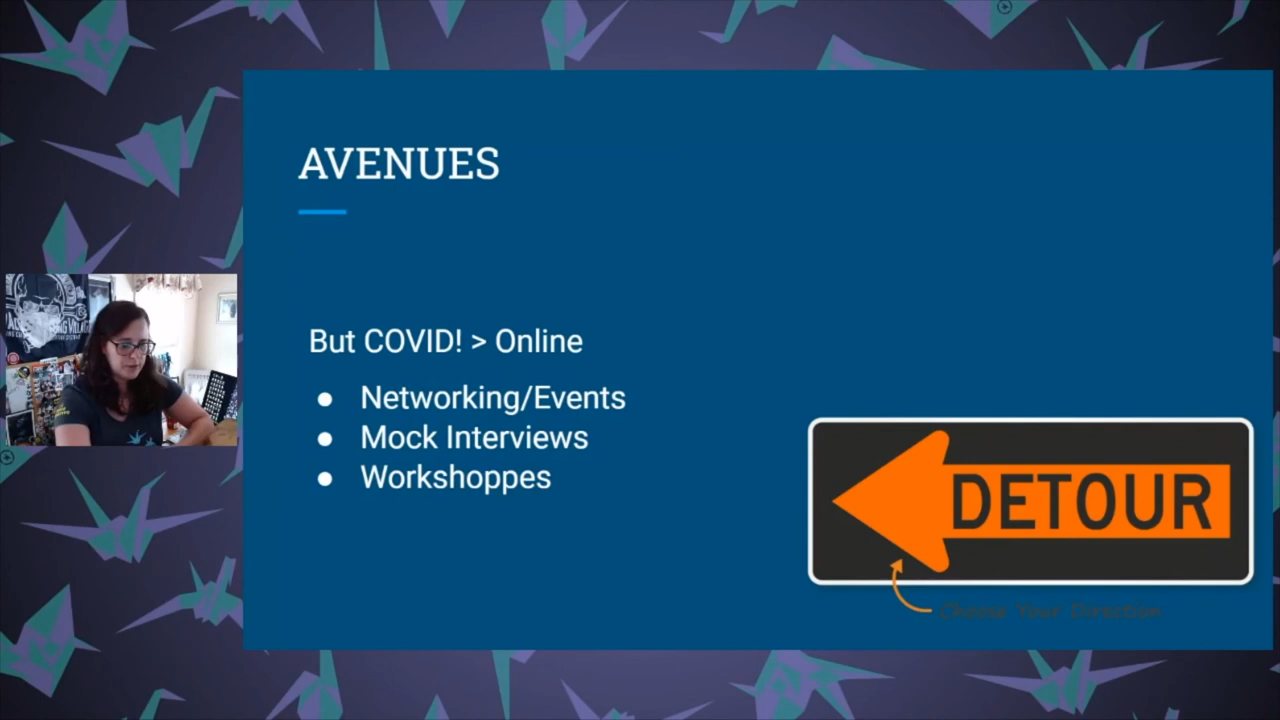 AVENUES
But COVID! > Online
● Networking/Events
● Mock Interviews
● Workshoppes
DETOUR
Choose Your Direction